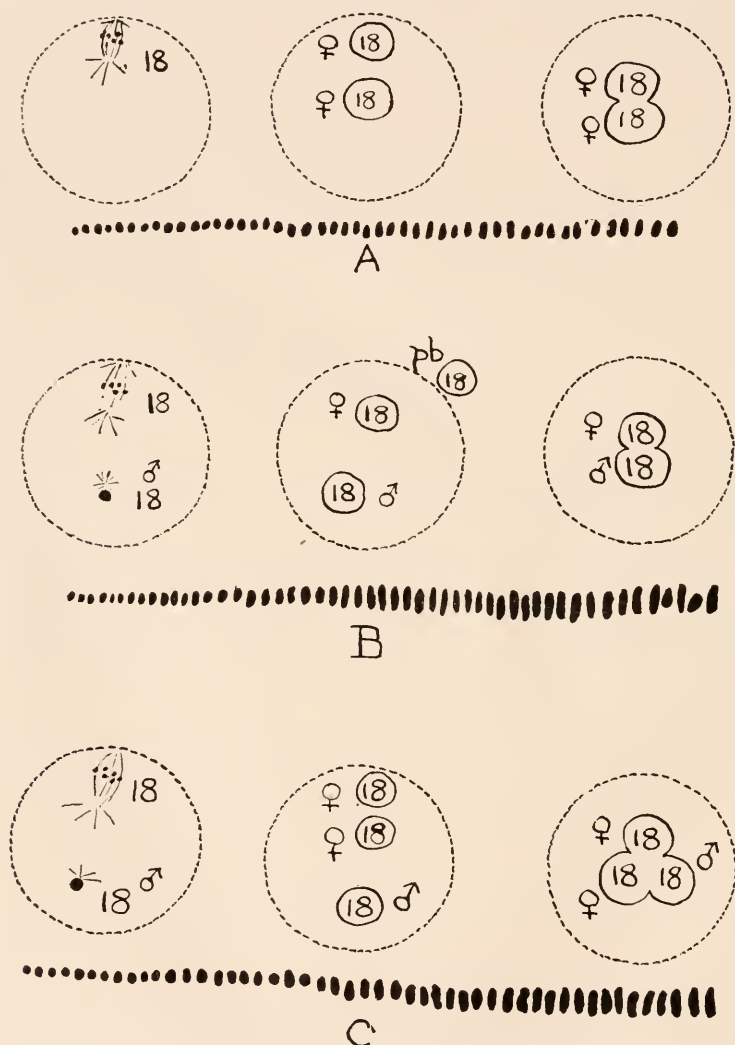 18 ♀ 18 ♀ 18
♀ 18 ♀ 18
A
pb
18 ♀ 18 18 ♀ 18
♂ 18 18 ♂ ♂ 18
B
18 ♀ 18 ♀ 18
♀ 18 18 18 ♂
18 ♂ 18 ♂ ♀
C